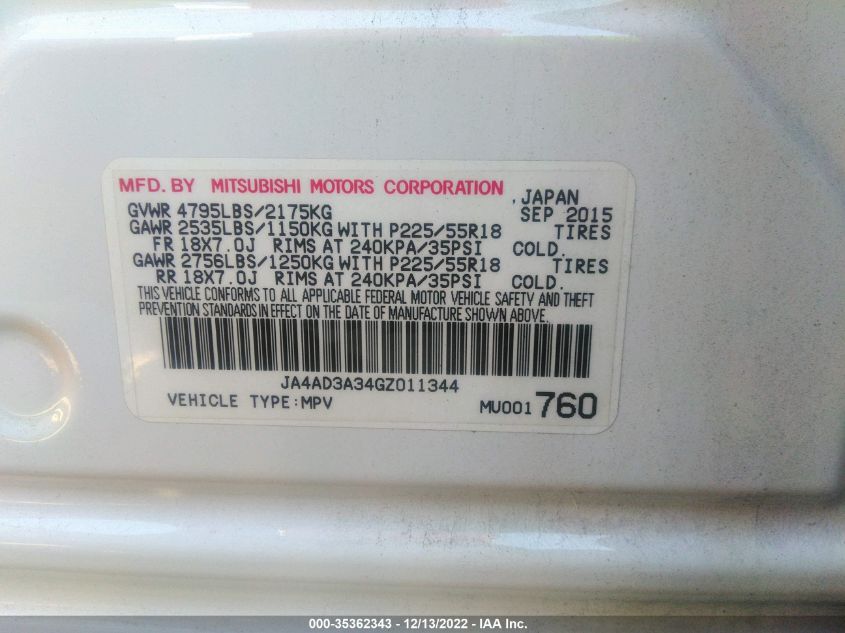 MFD. BY MITSUBISHI MOTORS CORPORATION , JAPAN
GVWR 4795LBS/2175KG SEP 2015
GAWR 2535LBS/1150KG WITH P225/55R18 TIRES
FR 18X7.0J RIMS AT 240KPA/35PSI COLD.
GAWR 2756LBS/1250KG WITH P225/55R18 TIRES
RR 18X7.0J RIMS AT 240KPA/35PSI COLD.
THIS VEHICLE CONFORMS TO ALL APPLICABLE FEDERAL MOTOR VEHICLE SAFETY AND THEFT
PREVENTION STANDARDS IN EFFECT ON THE DATE OF MANUFACTURE SHOWN ABOVE.
JA4AD3A34GZ011344
VEHICLE TYPE:MPV MU001760
000-35362343 - 12/13/2022 - IAA Inc.